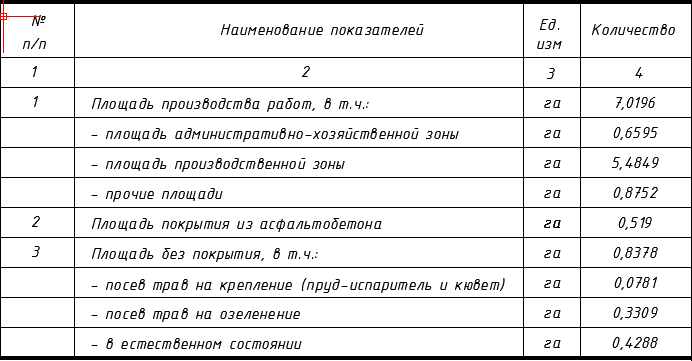 № п/п Наименование показателей Ед. изм Количество
1 2 3 4
1 Площадь производства работ, в т.ч.: га 7,0196
- площадь административно-хозяйственной зоны га 0,6595
- площадь производственной зоны га 5,4849
- прочие площади га 0,8752
2 Площадь покрытия из асфальтобетона га 0,519
3 Площадь без покрытия, в т.ч.: га 0,8378
- посев трав на крепление (пруд-испаритель и кювет) га 0,0781
- посев трав на озеленение га 0,3309
- в естественном состоянии га 0,4288